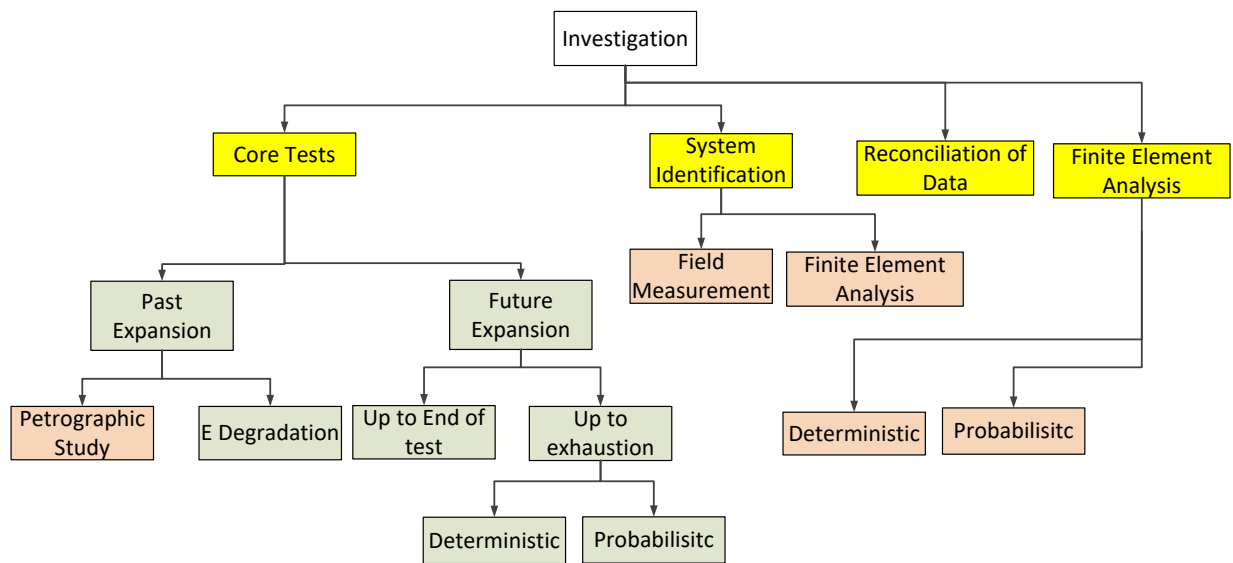 Investigation
Core Tests
System
Identification
Reconciliation of
Data
Finite Element
Analysis
Field
Measurement
Finite Element
Analysis
Past
Expansion
Future
Expansion
Petrographic
Study
E Degradation
Up to End of
test
Up to
exhaustion
Deterministic
Probabilisitc
Deterministic
Probabilisitc